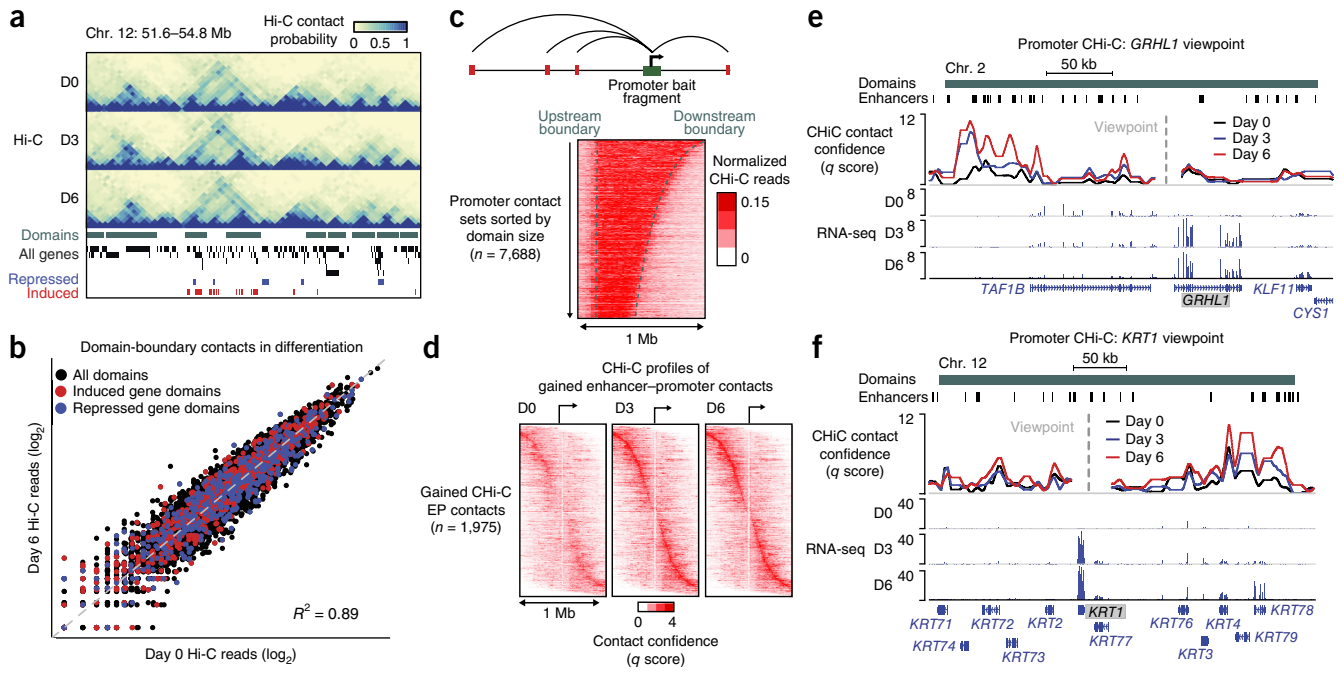 a
Chr. 12: 51.6–54.8 Mb
Hi-C contact
probability
0 0.5 1
D0
Hi-C D3
D6
Domains
All genes
Repressed
Induced
b
Domain-boundary contacts in differentiation
All domains
Induced gene domains
Repressed gene domains
Day 6 Hi-C reads (log2)
R2 = 0.89
Day 0 Hi-C reads (log2)
c
Promoter bait
fragment
Upstream
boundary
Downstream
boundary
Promoter contact
sets sorted by
domain size
(n = 7,688)
Normalized
CHi-C reads
0.15
0
1 Mb
d
CHi-C profiles of
gained enhancer–promoter contacts
D0 D3 D6
Gained CHi-C
EP contacts
(n = 1,975)
1 Mb
0 4
Contact confidence
(q score)
e
Promoter CHi-C: GRHL1 viewpoint
Chr. 2
50 kb
Domains
Enhancers
12
CHiC contact
confidence
(q score)
Viewpoint
Day 0
Day 3
Day 6
D0 8
RNA-seq D3 8
D6 8
TAF1B
GRHL1
KLF11
CYS1
f
Promoter CHi-C: KRT1 viewpoint
Chr. 12
50 kb
Domains
Enhancers
12
CHiC contact
confidence
(q score)
Viewpoint
Day 0
Day 3
Day 6
D0 40
RNA-seq D3 40
D6 40
KRT71 KRT72 KRT2 KRT1 KRT76 KRT4 KRT78
KRT74 KRT73 KRT77 KRT3 KRT79